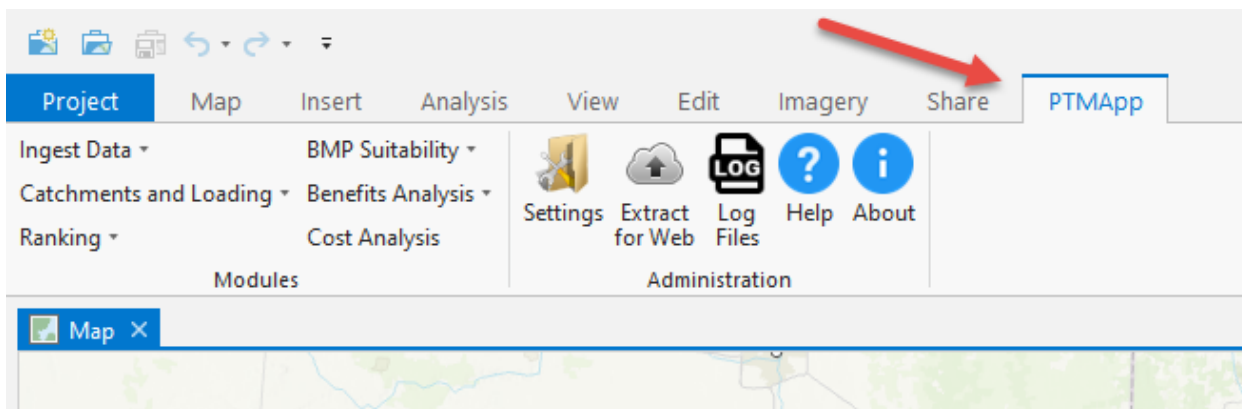 Project Map Insert Analysis View Edit Imagery Share PTMApp
Ingest Data BMP Suitability
Catchments and Loading Benefits Analysis
Ranking Cost Analysis
LOG
Settings Extract Log Help About
for Web Files
Modules Administration
Map